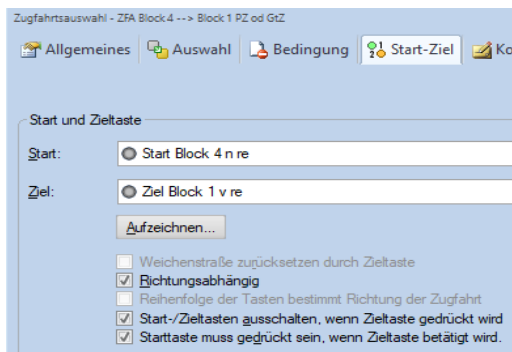 Zugfahrtsauswahl - ZFA Block 4 --> Block 1 PZ od GtZ
Allgemeines Auswahl Bedingung Start-Ziel Ko
Start und Zieltaste
Start: Start Block 4 n re
Ziel: Ziel Block 1 v re
Aufzeichnen...
Weichenstraße zurücksetzen durch Zieltaste
Richtungsabhängig
Reihenfolge der Tasten bestimmt Richtung der Zugfahrt
Start-/Zieltasten ausschalten, wenn Zieltaste gedrückt wird
Starttaste muss gedrückt sein, wenn Zieltaste betätigt wird.